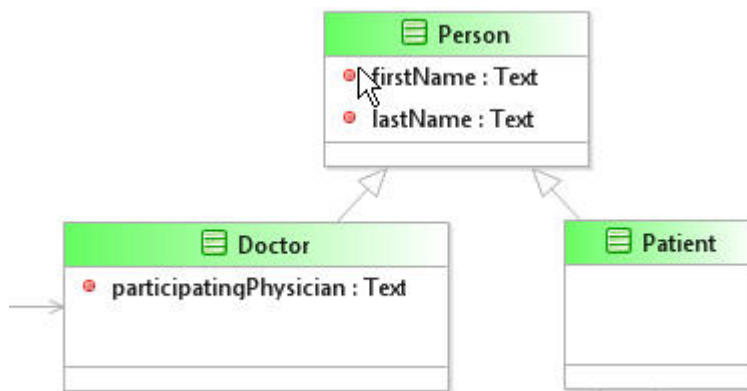 Person
firstName : Text
lastName : Text
Doctor
participatingPhysician : Text
Patient